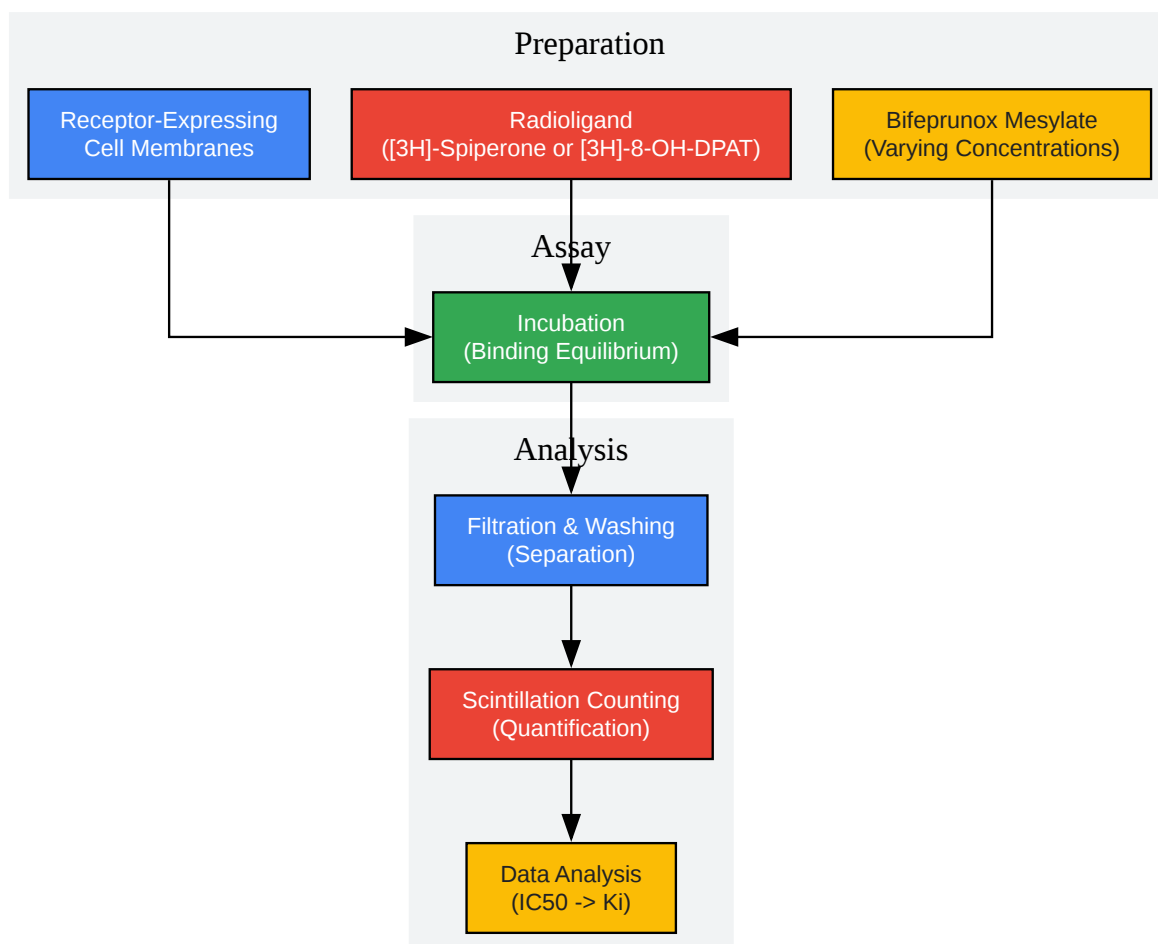 Preparation
Receptor-Expressing
Cell Membranes
Radioligand
([3H]-Spiperone or [3H]-8-OH-DPAT)
Bifeprunox Mesylate
(Varying Concentrations)
Assay
Incubation
(Binding Equilibrium)
Analysis
Filtration & Washing
(Separation)
Scintillation Counting
(Quantification)
Data Analysis
(IC50 -> Ki)